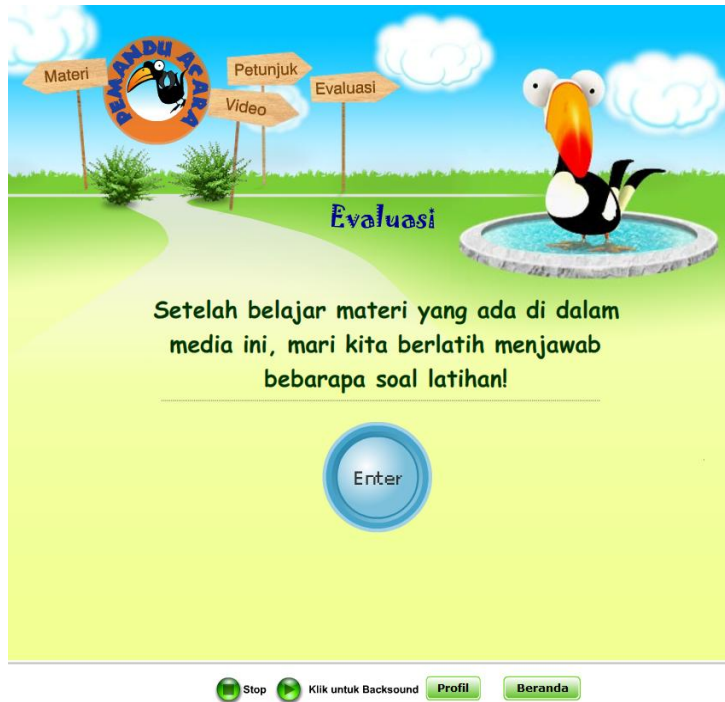 Materi
PEMANDU ACARA
Petunjuk
Video
Evaluasi
Evaluasi
Setelah belajar materi yang ada di dalam
media ini, mari kita berlatih menjawab
bebarapa soal latihan!
Enter
Stop Klik untuk Backsound Profil Beranda